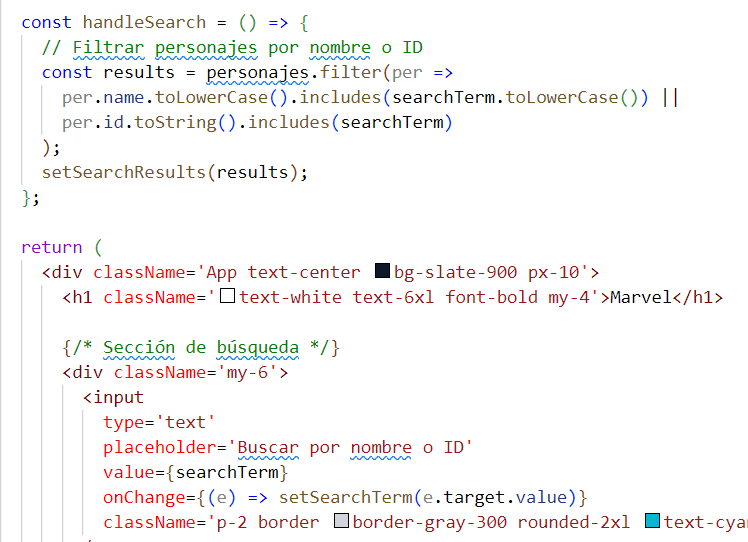 const handleSearch = () => {
// Filtrar personajes por nombre o ID
const results = personajes.filter(per =>
per.name.toLowerCase().includes(searchTerm.toLowerCase()) ||
per.id.toString().includes(searchTerm)
);
setSearchResults(results);
};
return (
<div className='App text-center bg-slate-900 px-10'>
<h1 className='text-white text-6xl font-bold my-4'>Marvel</h1>
{/* Sección de búsqueda */}
<div className='my-6'>
<input
type='text'
placeholder='Buscar por nombre o ID'
value={searchTerm}
onChange={(e) => setSearchTerm(e.target.value)}
className='p-2 border border-gray-300 rounded-2xl text-cya